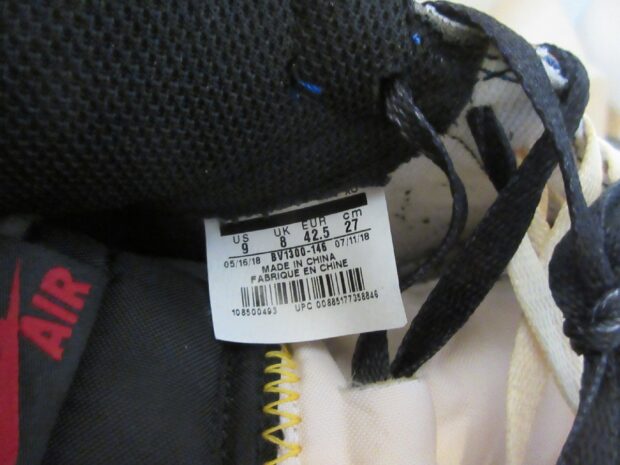 US UK EUR cm
9 8 42.5 27
05/16/18 BV1300-146 07/11/18
MADE IN CHINA
FABRIQUE EN CHINE
108500493 UPC 00885177358846
AIR